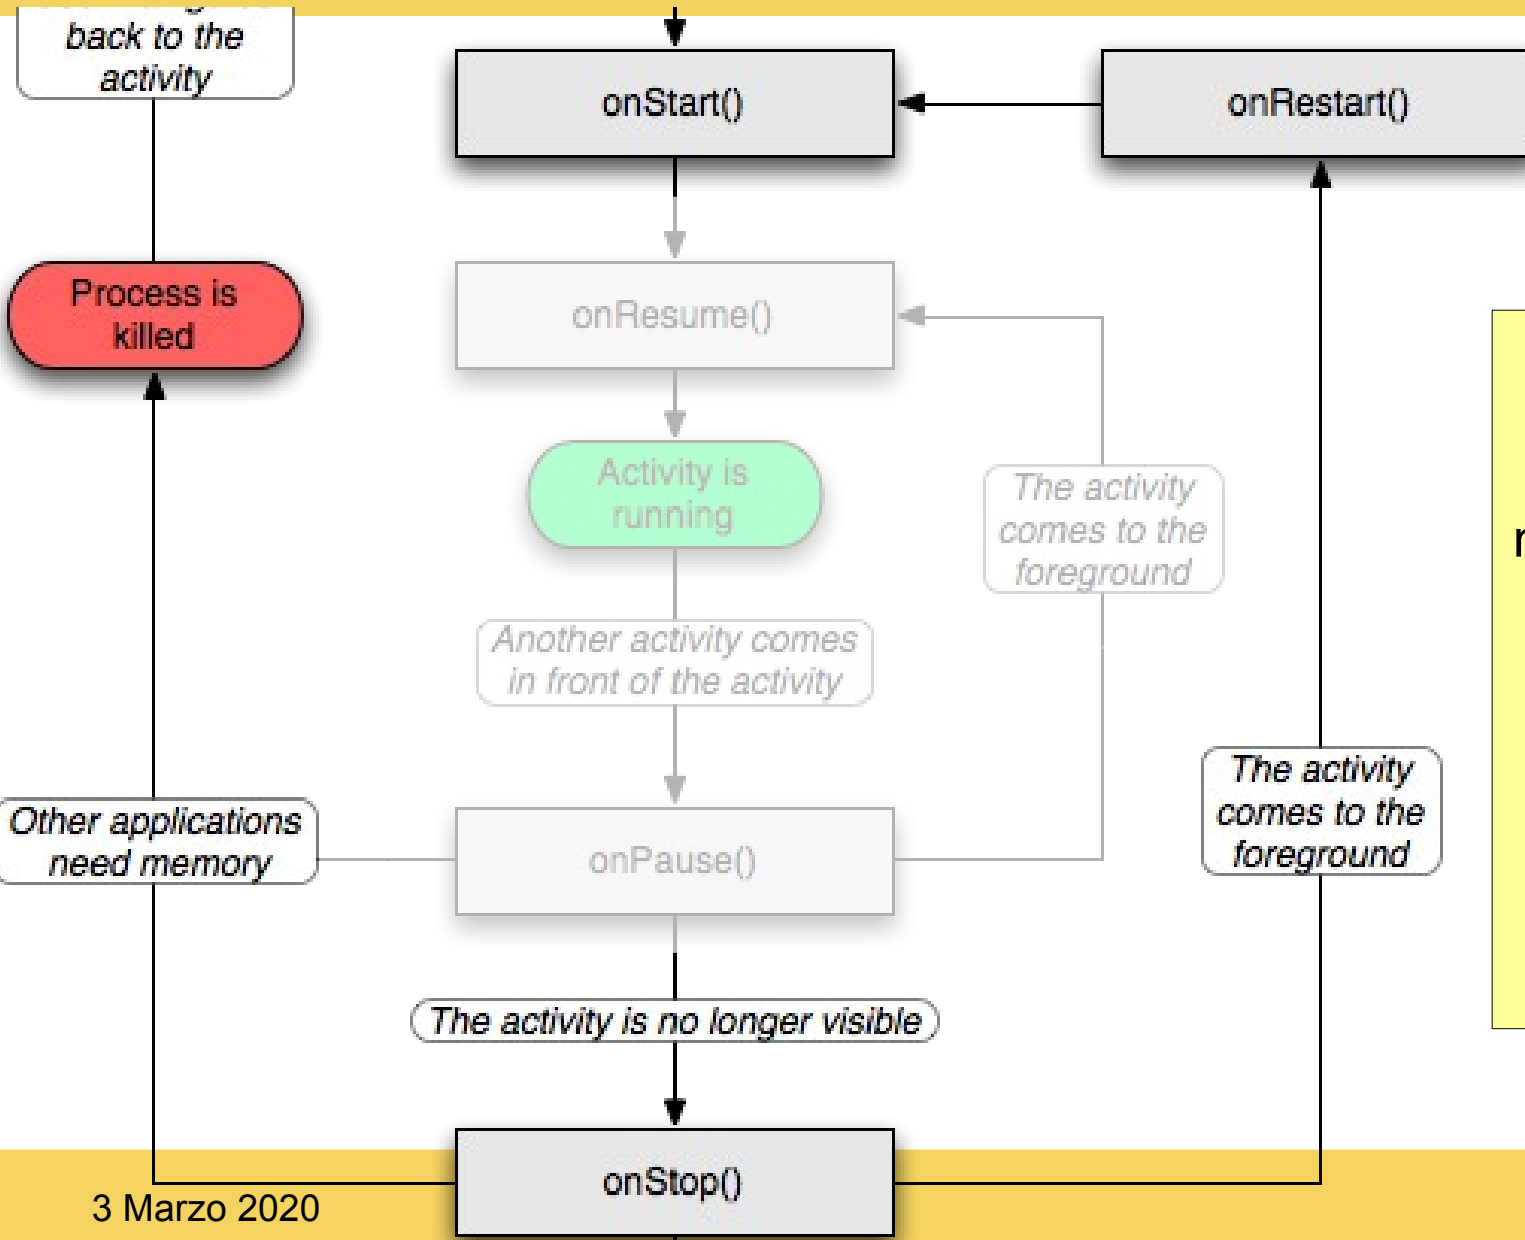 back to the
activity
onStart()
onRestart()
Process is
killed
onResume()
Activity is
running
The activity
comes to the
foreground
Another activity comes
in front of the activity
The activity
comes to the
foreground
Other applications
need memory
onPause()
The activity is no longer visible
onStop()
3 Marzo 2020